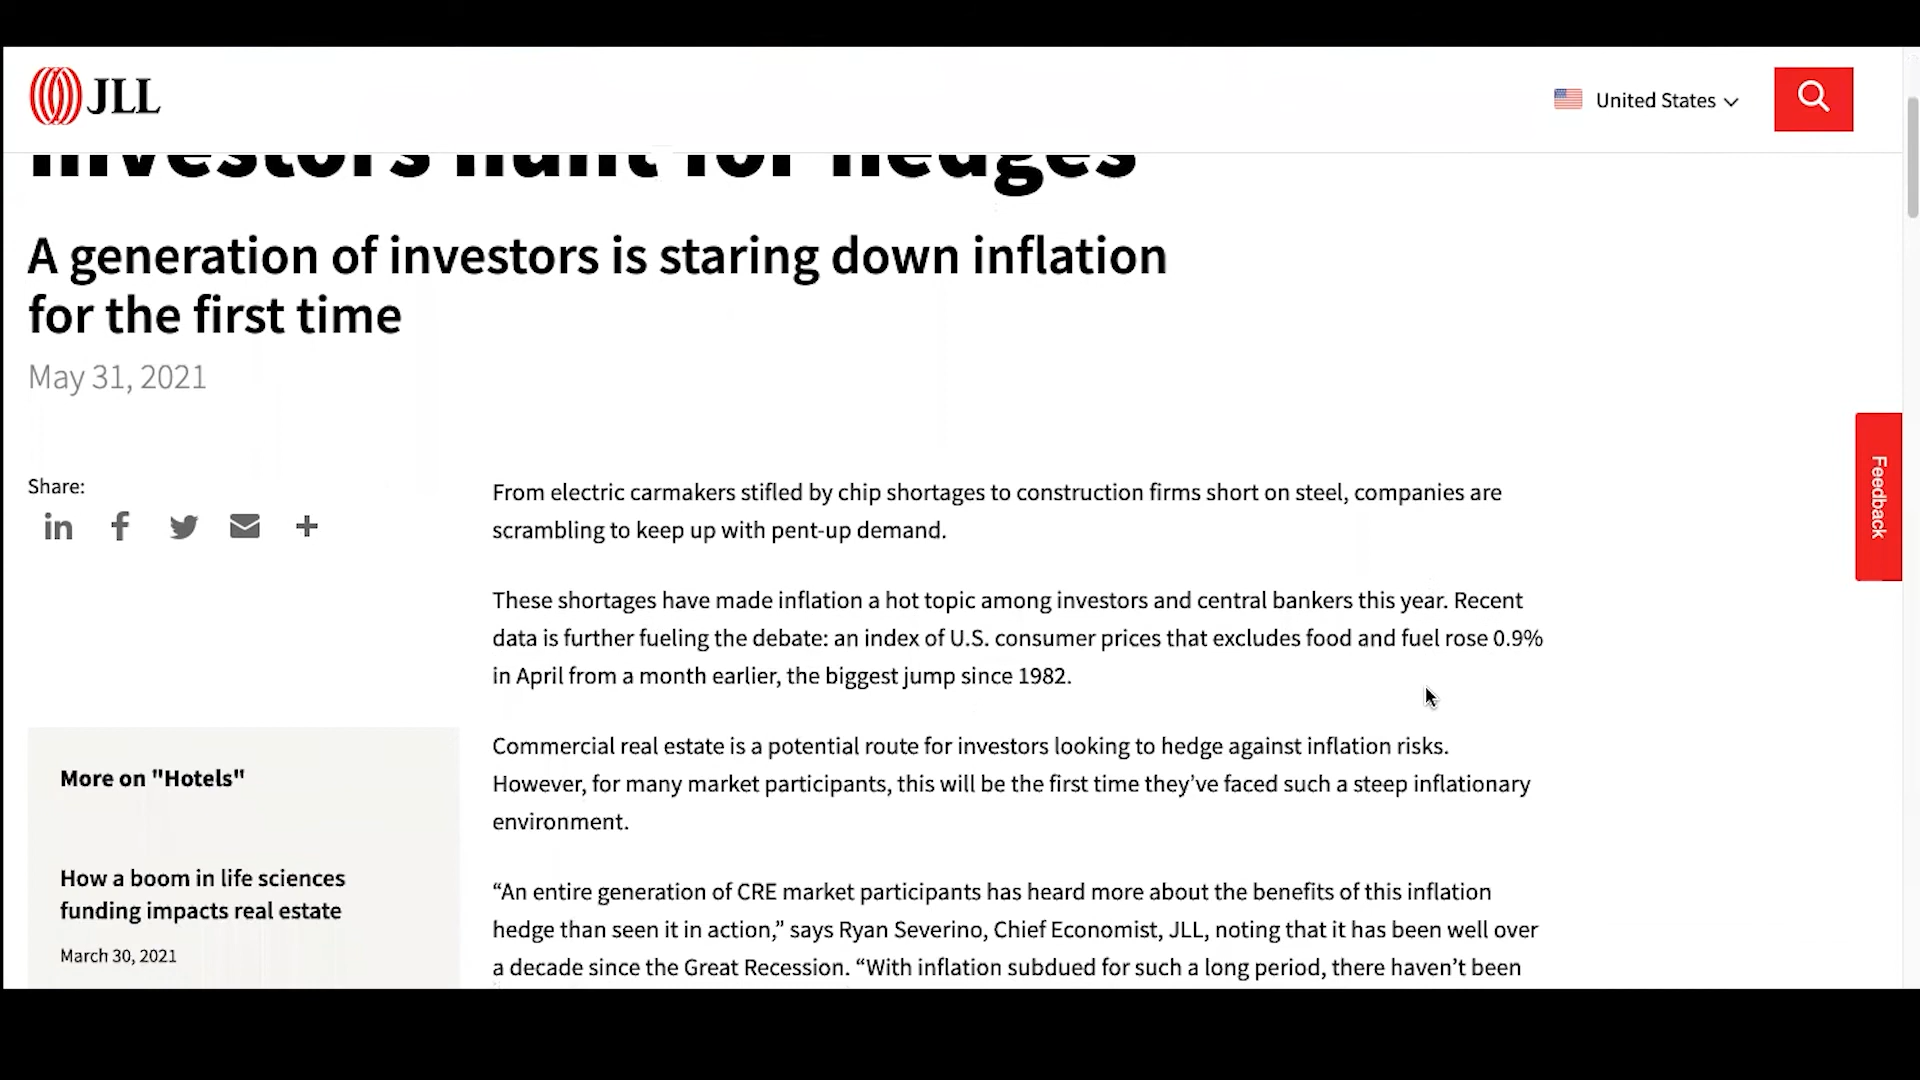 JLL
United States
investors hunt for hedges
A generation of investors is staring down inflation
for the first time
May 31, 2021
Share:
From electric carmakers stifled by chip shortages to construction firms short on steel, companies are
scrambling to keep up with pent-up demand.
These shortages have made inflation a hot topic among investors and central bankers this year. Recent
data is further fueling the debate: an index of U.S. consumer prices that excludes food and fuel rose 0.9%
in April from a month earlier, the biggest jump since 1982.
Commercial real estate is a potential route for investors looking to hedge against inflation risks.
However, for many market participants, this will be the first time they’ve faced such a steep inflationary
environment.
“An entire generation of CRE market participants has heard more about the benefits of this inflation
hedge than seen it in action,” says Ryan Severino, Chief Economist, JLL, noting that it has been well over
a decade since the Great Recession. “With inflation subdued for such a long period, there haven’t been
More on "Hotels"
How a boom in life sciences
funding impacts real estate
March 30, 2021
Feedback